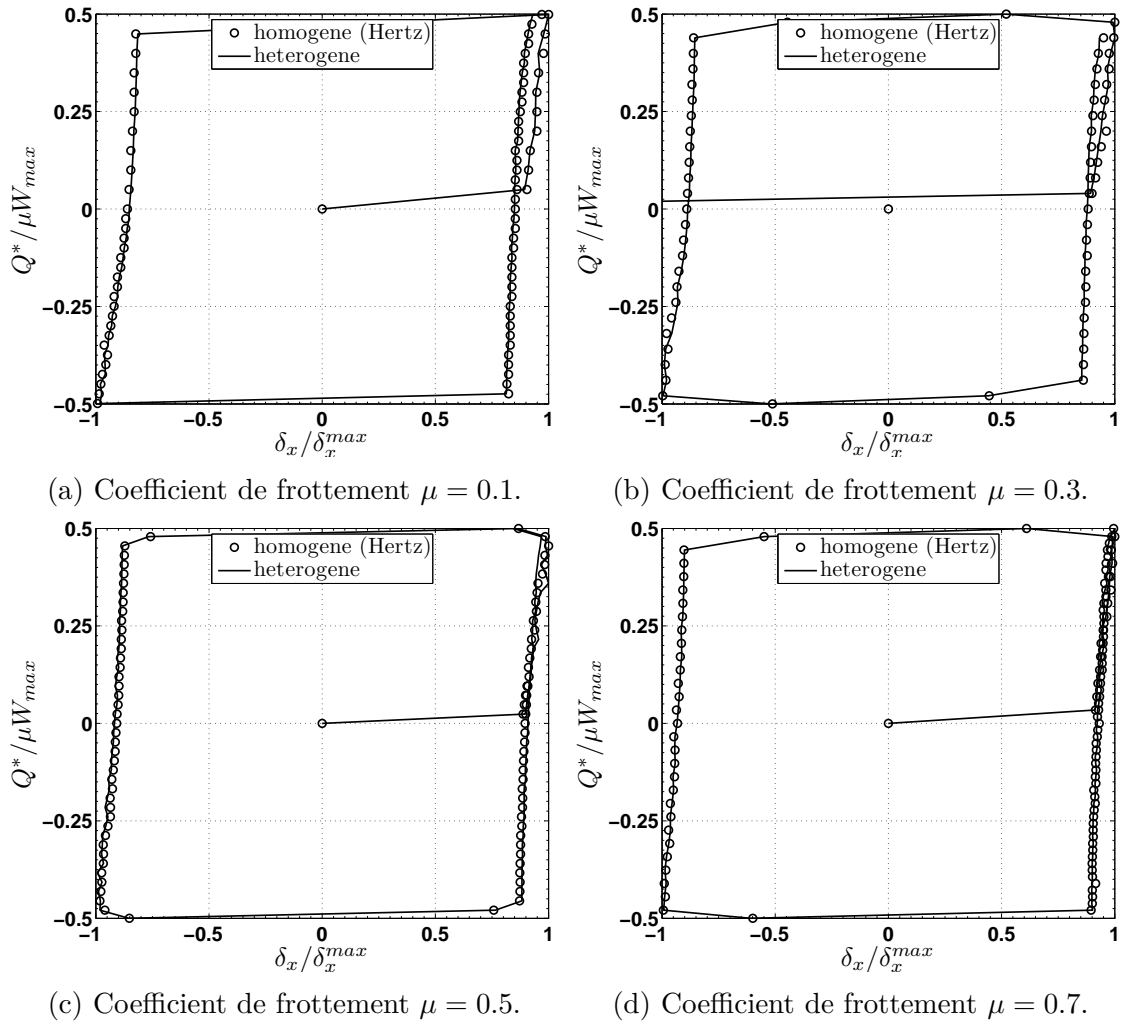 0.5
0.25
0
−0.25
−0.5
Q*/μW_max
homogene (Hertz)
heterogene
−1 −0.5 0 0.5 1
δ_x/δ_x^max
(a) Coefficient de frottement μ = 0.1.
0.5
0.25
0
−0.25
−0.5
Q*/μW_max
homogene (Hertz)
heterogene
−1 −0.5 0 0.5 1
δ_x/δ_x^max
(b) Coefficient de frottement μ = 0.3.
0.5
0.25
0
−0.25
−0.5
Q*/μW_max
homogene (Hertz)
heterogene
−1 −0.5 0 0.5 1
δ_x/δ_x^max
(c) Coefficient de frottement μ = 0.5.
0.5
0.25
0
−0.25
−0.5
Q*/μW_max
homogene (Hertz)
heterogene
−1 −0.5 0 0.5 1
δ_x/δ_x^max
(d) Coefficient de frottement μ = 0.7.